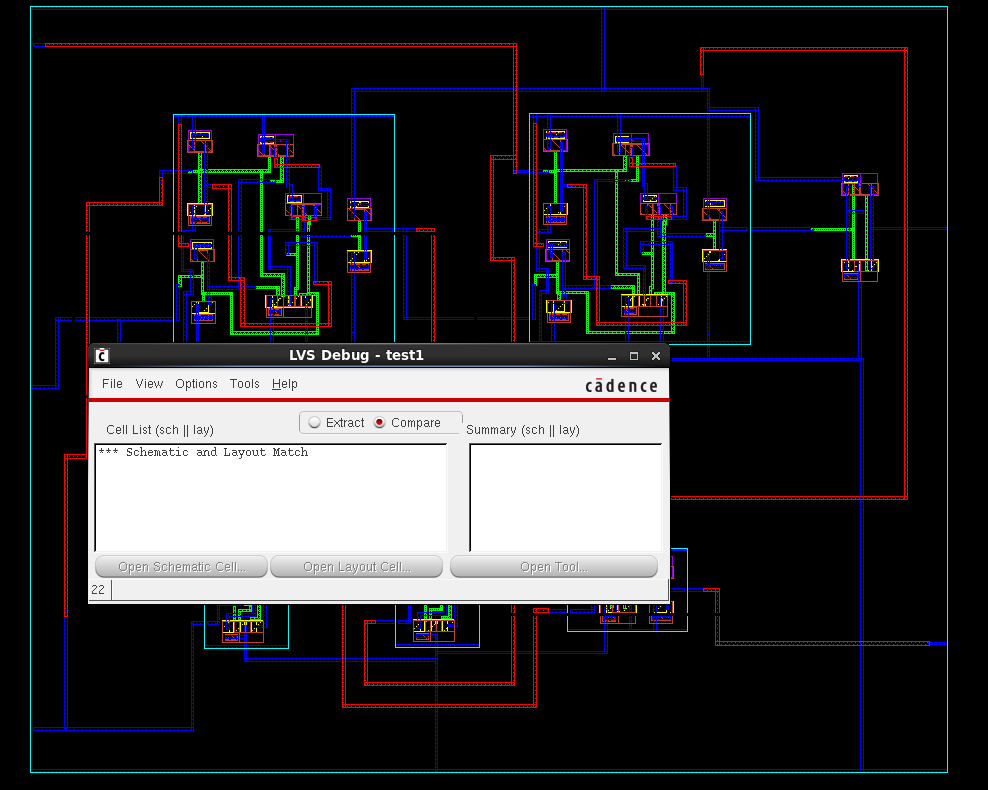 LVS Debug - test1
File View Options Tools Help
cādence
Extract Compare
Cell List (sch || lay)
Summary (sch || lay)
*** Schematic and Layout Match
Open Schematic Cell... Open Layout Cell... Open Tool...
22